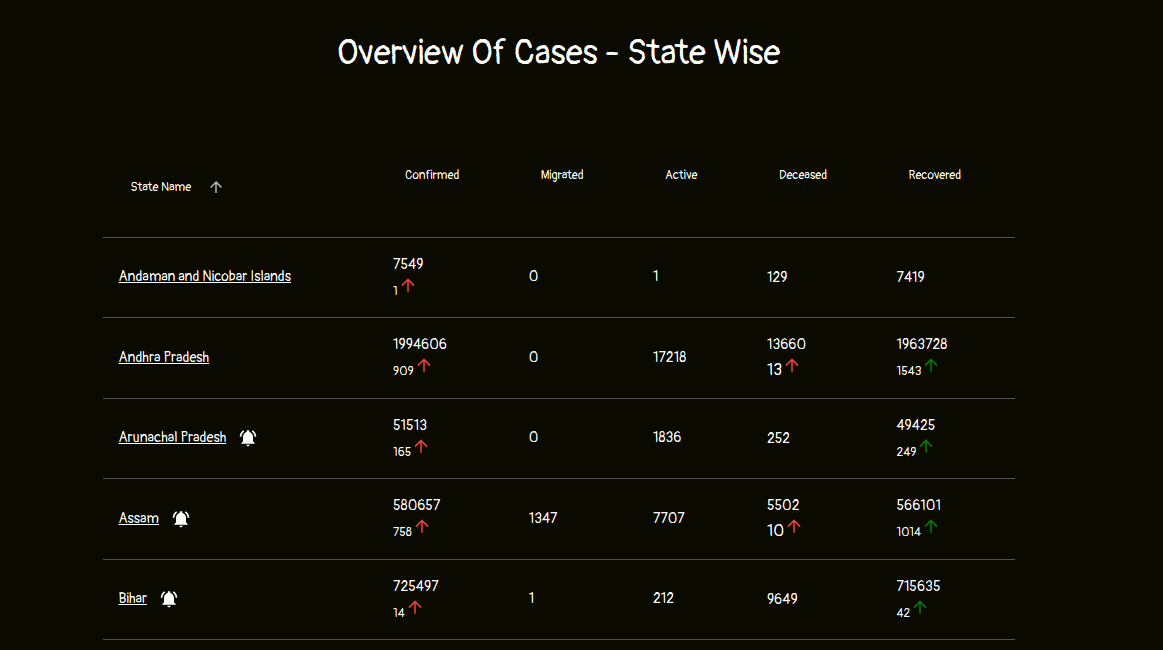 Overview Of Cases - State Wise
State Name Confirmed Migrated Active Deceased Recovered
Andaman and Nicobar Islands 7549 0 1 129 7419
1
Andhra Pradesh 1994606 0 17218 13660 1963728
909 13 1543
Arunachal Pradesh 51513 0 1836 252 49425
165 249
Assam 580657 1347 7707 5502 566101
758 10 1014
Bihar 725497 1 212 9649 715635
14 42